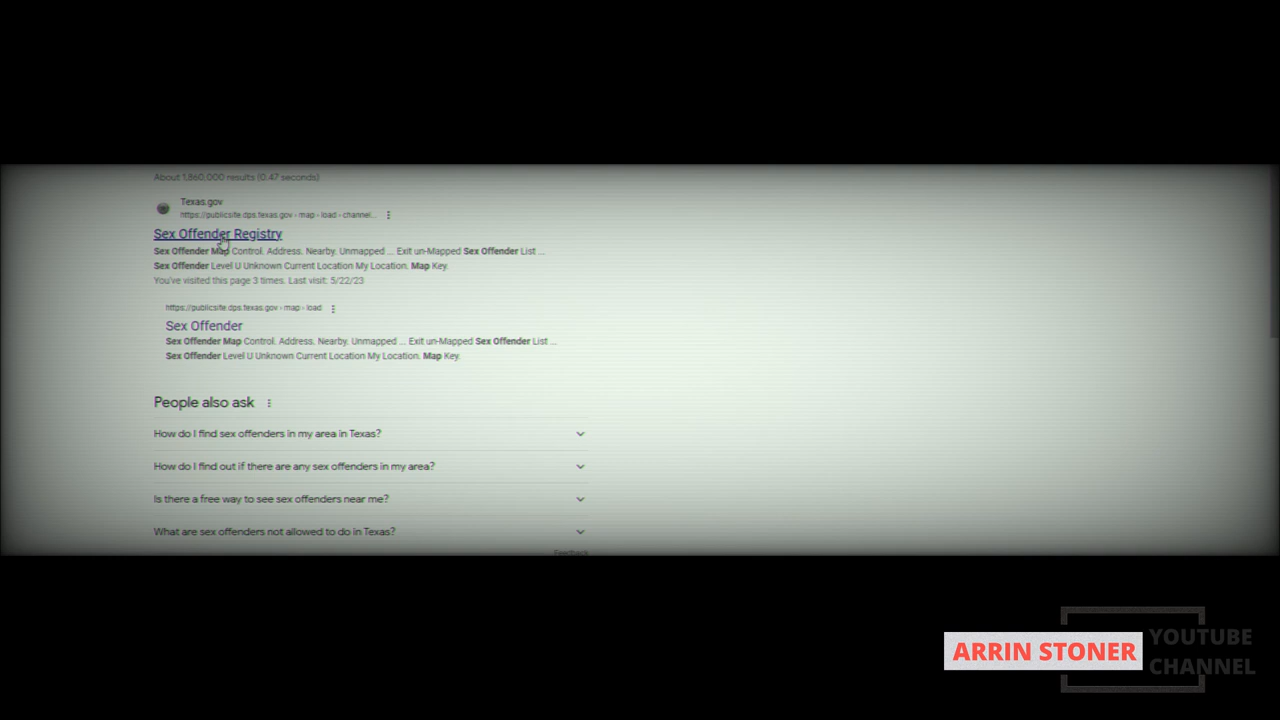 About 1,860,000 results (0.47 seconds)
Texas.gov
https://publicsite.dps.texas.gov › map › load › channel...
Sex Offender Registry
Sex Offender Map Control. Address. Nearby. Unmapped ... Exit un-Mapped Sex Offender List ...
Sex Offender Level U Unknown Current Location My Location. Map Key.
You've visited this page 3 times. Last visit: 5/22/23
https://publicsite.dps.texas.gov › map › load
Sex Offender
Sex Offender Map Control. Address. Nearby. Unmapped ... Exit un-Mapped Sex Offender List ...
Sex Offender Level U Unknown Current Location My Location. Map Key.
People also ask
How do I find sex offenders in my area in Texas?
How do I find out if there are any sex offenders in my area?
Is there a free way to see sex offenders near me?
What are sex offenders not allowed to do in Texas?
Feedback
ARRIN STONER
YOUTUBE
CHANNEL